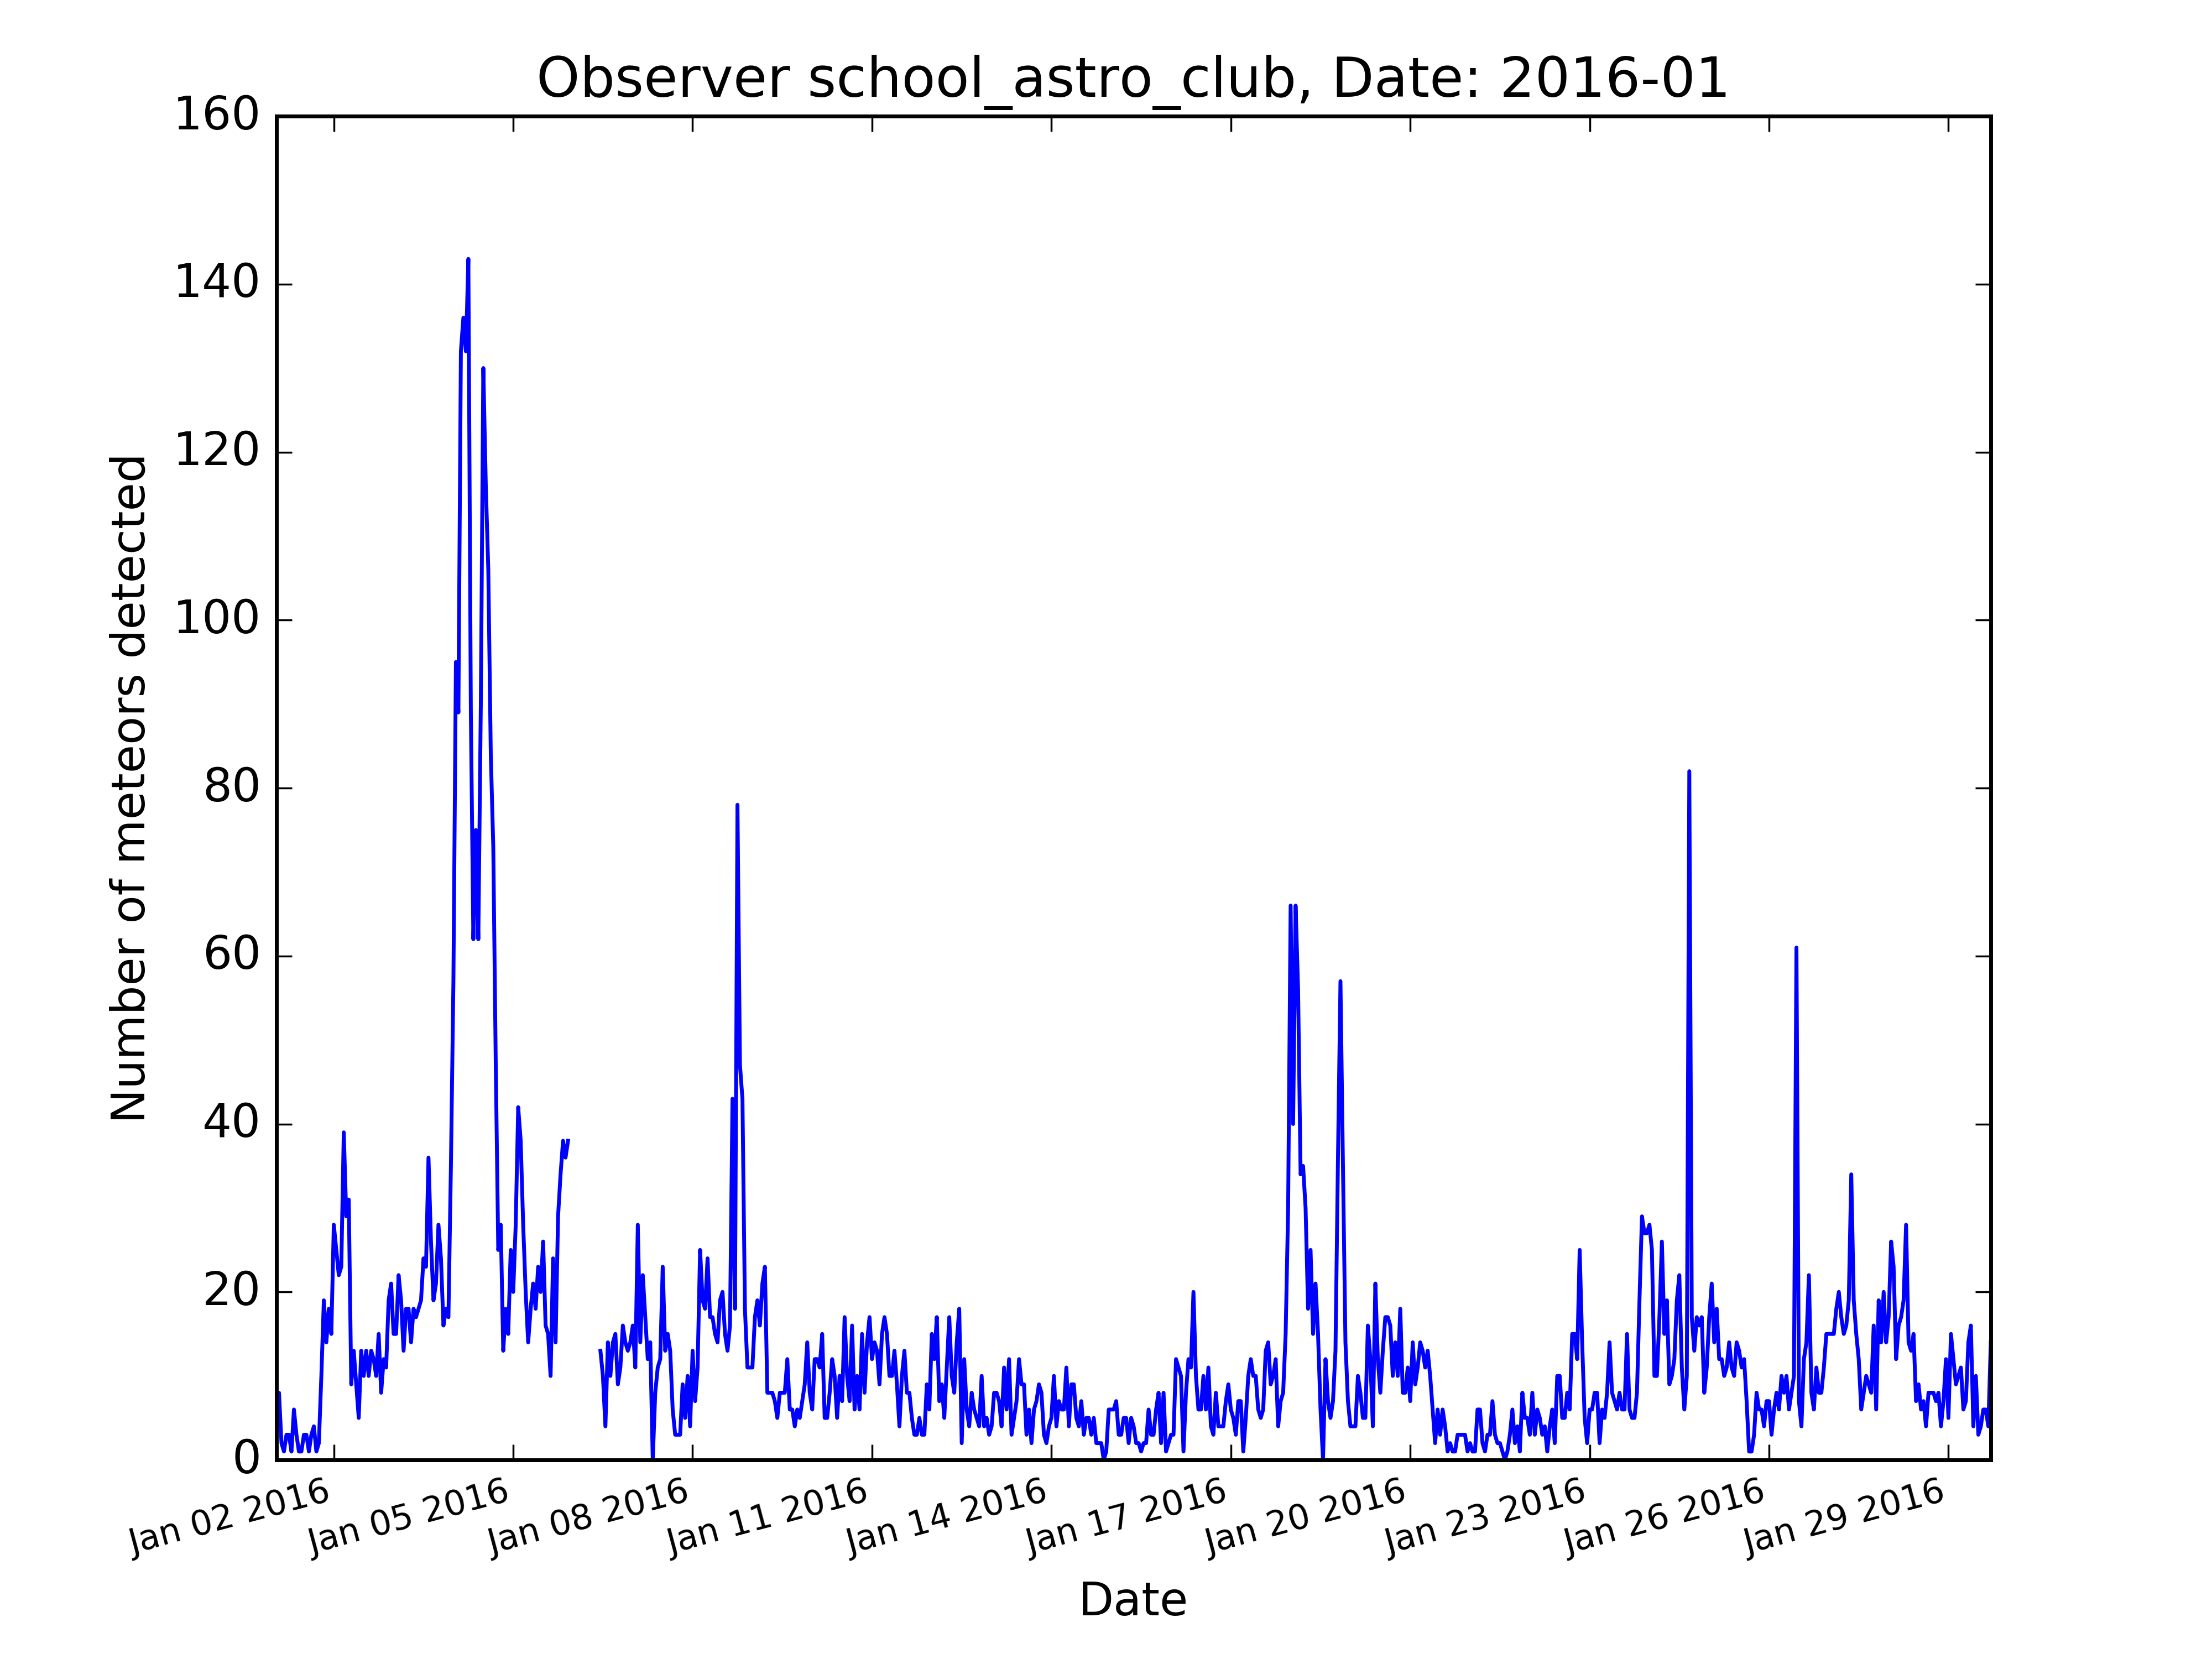 Observer school_astro_club, Date: 2016-01
160
140
120
100
80
60
40
20
0
Number of meteors detected
Jan 02 2016
Jan 05 2016
Jan 08 2016
Jan 11 2016
Jan 14 2016
Jan 17 2016
Jan 20 2016
Jan 23 2016
Jan 26 2016
Jan 29 2016
Date